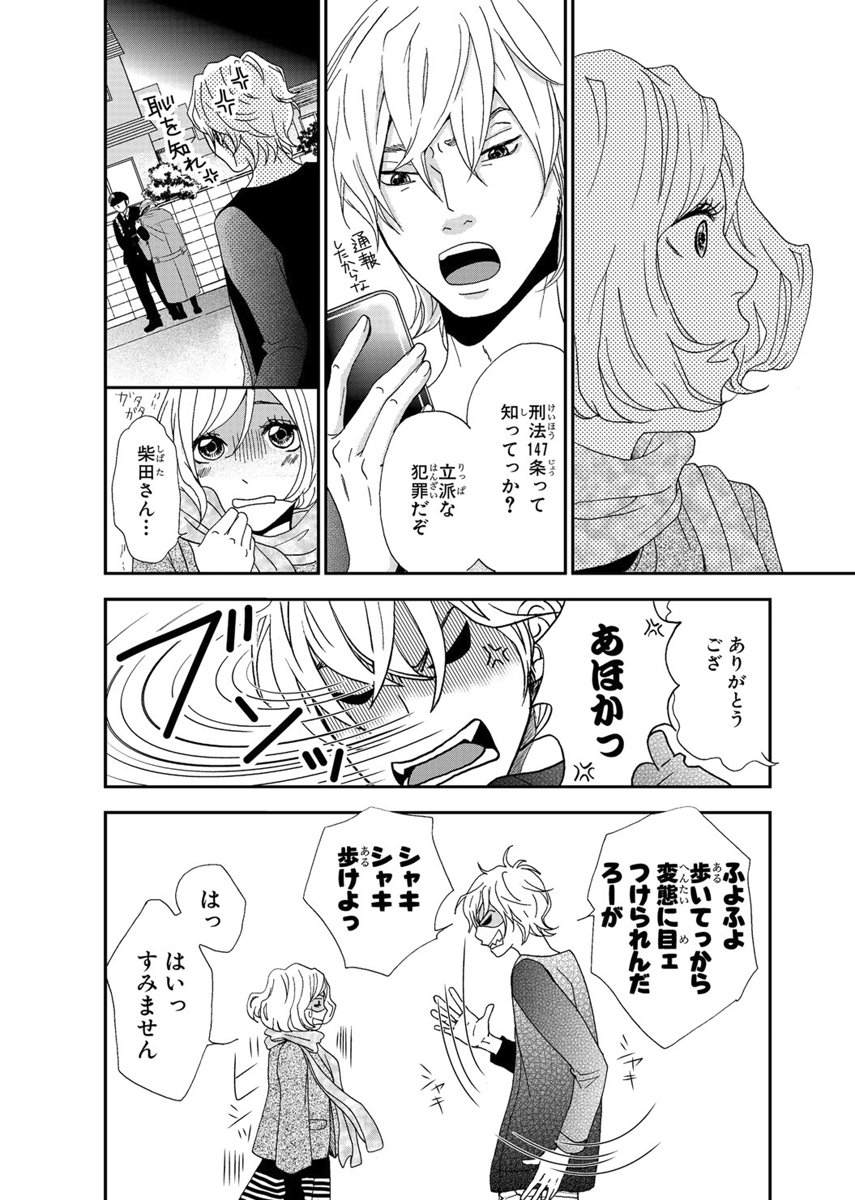 刑法147条って
知ってっか?
立派な
犯罪だぞ
通報
したからな
恥を知れ
ガタ
ガタ
柴田さん…
ありがとう
ござ
あほかっ
ブンッ
ふよふよ
歩いてっから
変態に目ェ
つけられんだ
ろーが
シャキ
シャキ
歩けよっ
はっ
はいっ
すみません